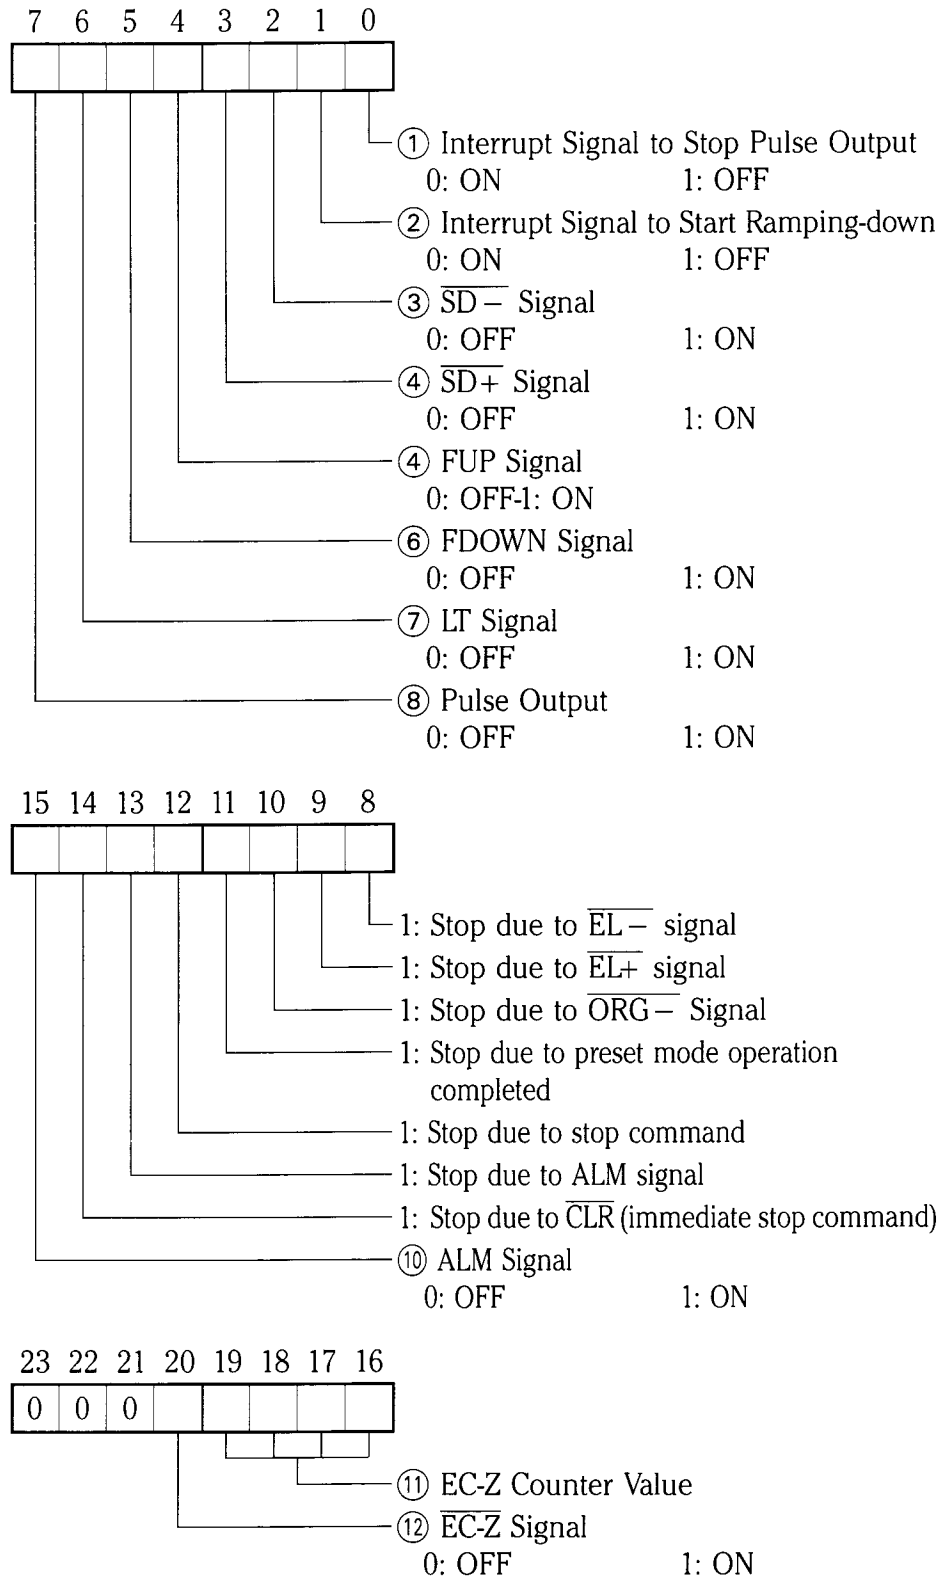 7 6 5 4 3 2 1 0
① Interrupt Signal to Stop Pulse Output
0: ON 1: OFF
② Interrupt Signal to Start Ramping-down
0: ON 1: OFF
③ S̅D̅ ̅−̅ Signal
0: OFF 1: ON
④ S̅D̅+̅ Signal
0: OFF 1: ON
④ FUP Signal
0: OFF-1: ON
⑥ FDOWN Signal
0: OFF 1: ON
⑦ LT Signal
0: OFF 1: ON
⑧ Pulse Output
0: OFF 1: ON
15 14 13 12 11 10 9 8
1: Stop due to E̅L̅ ̅−̅ signal
1: Stop due to E̅L̅+̅ signal
1: Stop due to O̅R̅G̅ ̅−̅ Signal
1: Stop due to preset mode operation
completed
1: Stop due to stop command
1: Stop due to ALM signal
1: Stop due to C̅L̅R̅ (immediate stop command)
⑩ ALM Signal
0: OFF 1: ON
23 22 21 20 19 18 17 16
0 0 0
⑪ EC-Z Counter Value
⑫ E̅C̅-̅Z̅ Signal
0: OFF 1: ON